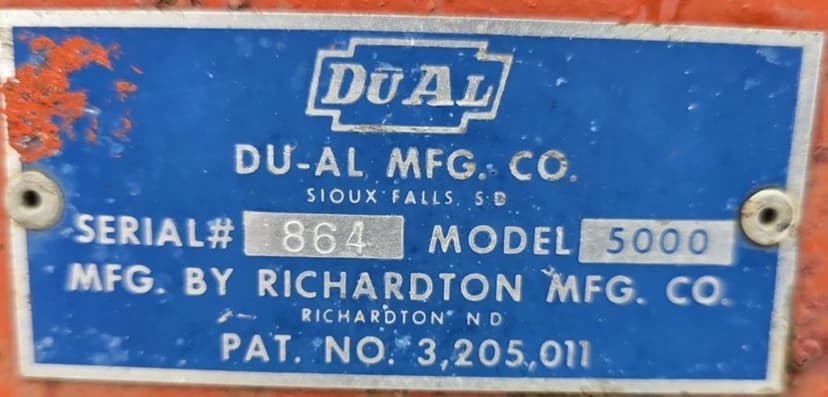 DUAL
DU-AL MFG. CO.
SIOUX FALLS, S D
SERIAL# 864 MODEL 5000
MFG. BY RICHARDTON MFG. CO.
RICHARDTON N D
PAT. NO. 3,205,011